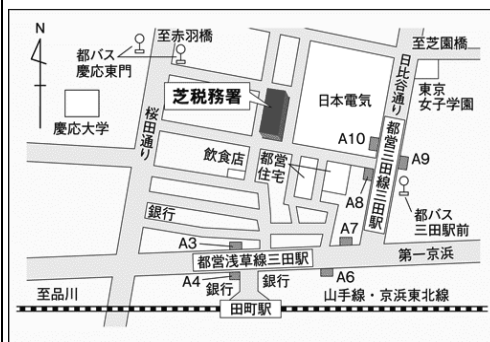 N
至赤羽橋
至芝園橋
都バス
慶応東門
日比谷通り
芝税務署
日本電気
東京
女子学園
慶応大学
桜田通り
A10
都営三田線三田駅
A9
飲食店
都営
住宅
A8
銀行
都バス
三田駅前
A3
A7
都営浅草線三田駅
第一京浜
A4
銀行
銀行
A6
至品川
山手線・京浜東北線
田町駅